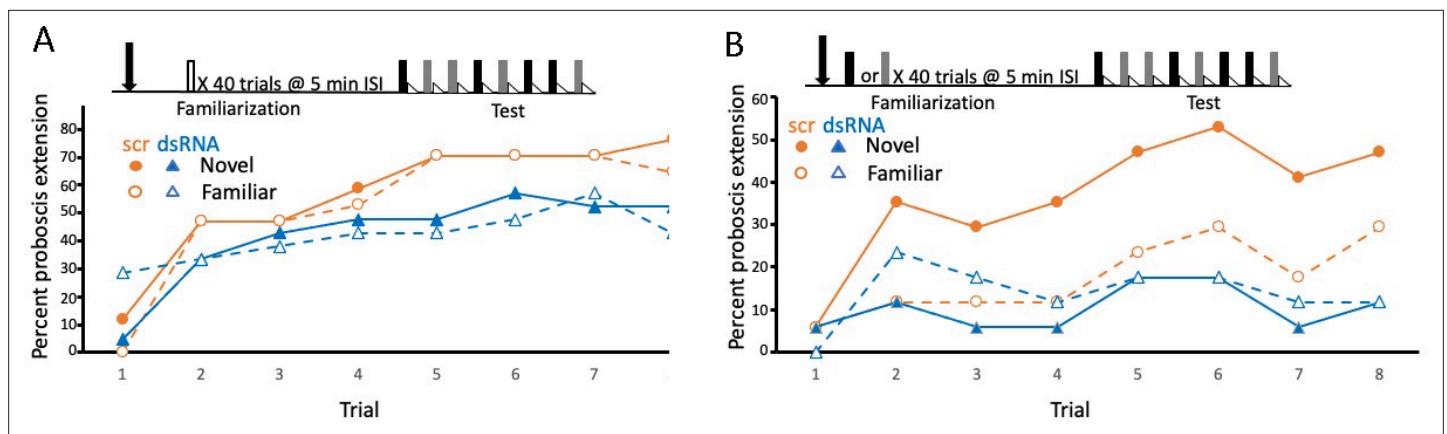 A
X 40 trials @ 5 min ISI
Familiarization
Test
Percent proboscis extension
80
70
60
50
40
30
20
10
0
scr dsRNA
Novel
Familiar
1 2 3 4 5 6 7
Trial
B
or X 40 trials @ 5 min ISI
Familiarization
Test
Percent proboscis extension
60
50
40
30
20
10
0
scr dsRNA
Novel
Familiar
1 2 3 4 5 6 7 8
Trial